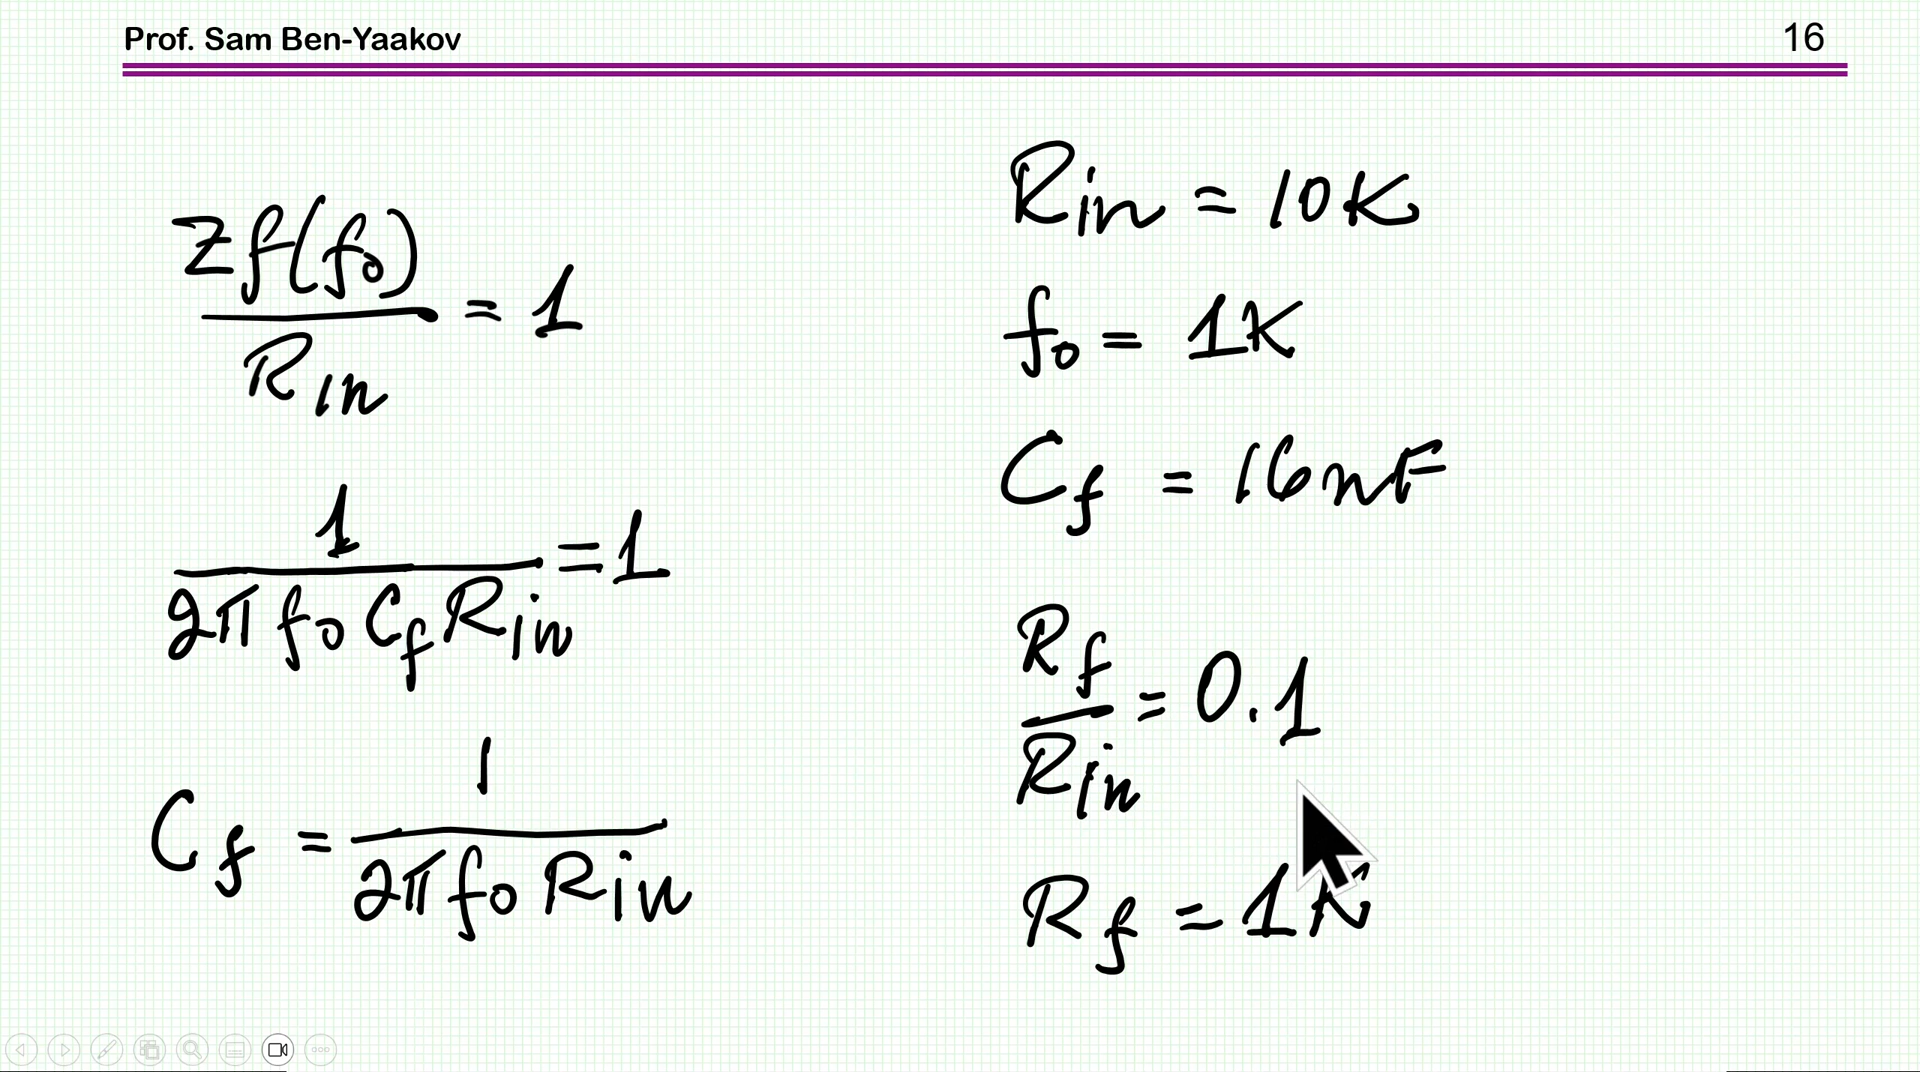 Prof. Sam Ben-Yaakov
16
Zf(fo)
Rin
= 1
1
2π fo Cf Rin
= 1
Cf =
1
2π fo Rin
Rin = 10K
fo = 1K
Cf = 16nF
Rf
Rin
= 0.1
Rf = 1K